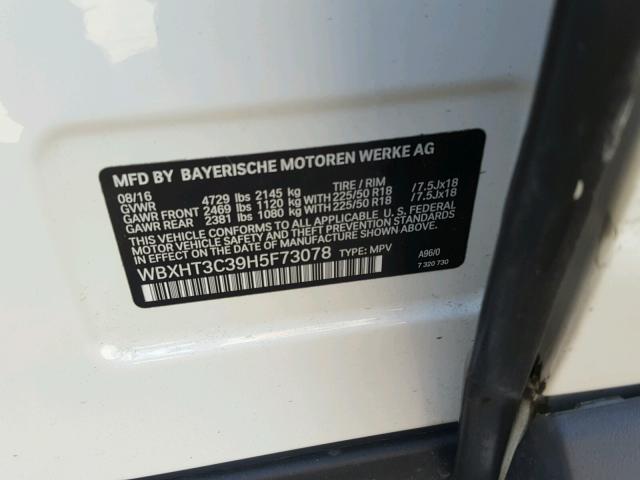 MFD BY BAYERISCHE MOTOREN WERKE AG
08/16 TIRE / RIM
GVWR 4729 lbs 2145 kg
GAWR FRONT 2469 lbs 1120 kg WITH 225/50 R18 /7.5Jx18
GAWR REAR 2381 lbs 1080 kg WITH 225/50 R18 /7.5Jx18
THIS VEHICLE CONFORMS TO ALL APPLICABLE U. S. FEDERAL
MOTOR VEHICLE SAFETY AND THEFT PREVENTION STANDARDS
IN EFFECT ON THE DATE OF MANUFACTURE SHOWN ABOVE.
WBXHT3C39H5F73078 TYPE: MPV A96/0
7 320 730